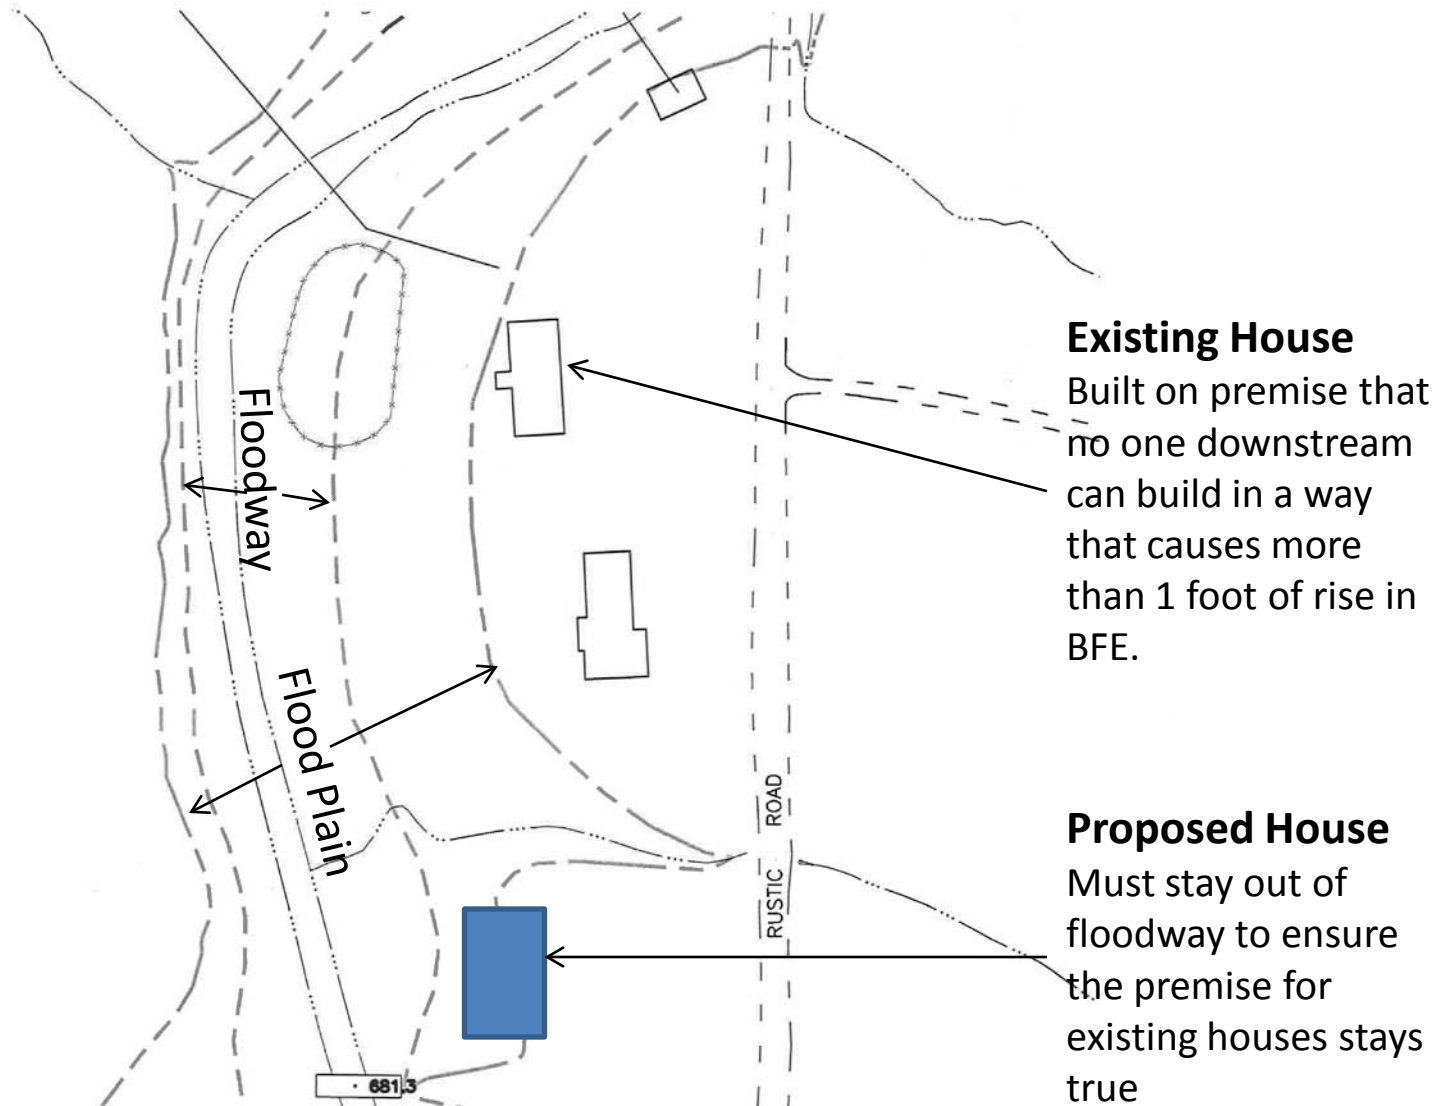 Existing House
Built on premise that
no one downstream
can build in a way
that causes more
than 1 foot of rise in
BFE.
Floodway
Flood Plain
RUSTIC ROAD
Proposed House
Must stay out of
floodway to ensure
the premise for
existing houses stays
true
681.3